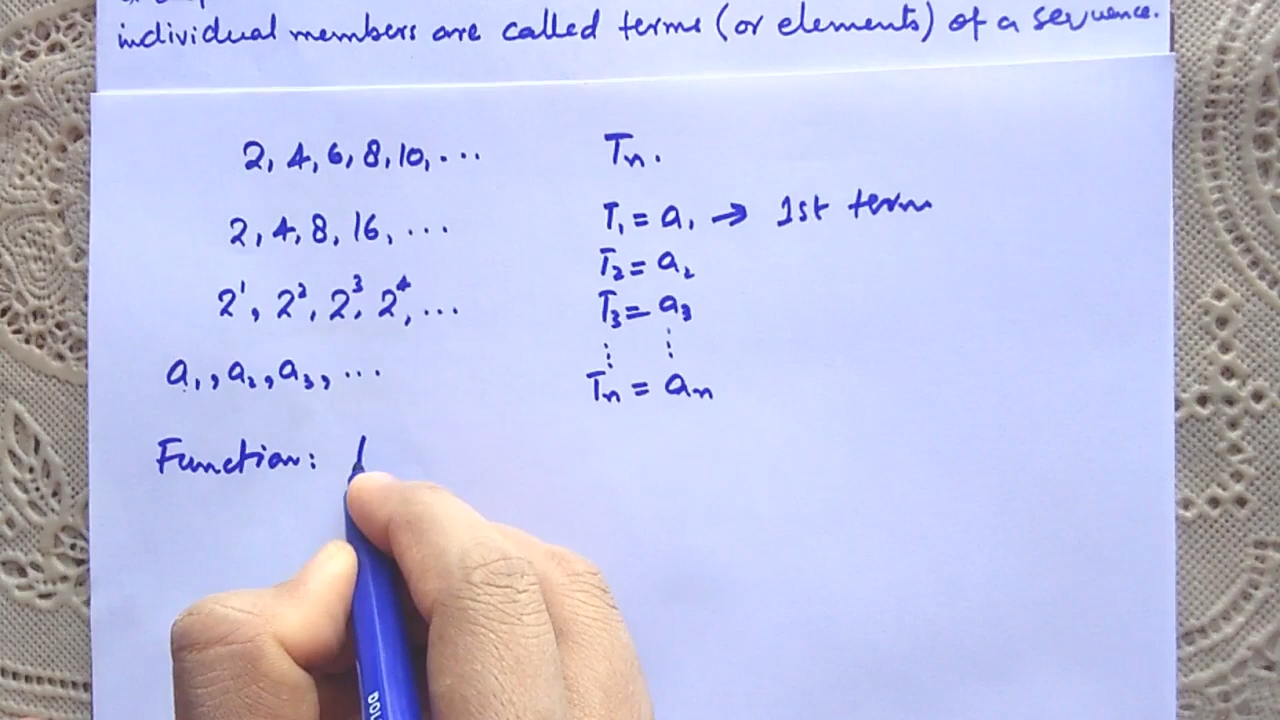 individual members are called terms (or elements) of a sequence.
2, 4, 6, 8, 10, ...
2, 4, 8, 16, ...
2¹, 2², 2³, 2⁴, ...
a₁, a₂, a₃, ...
Function:
Tₙ.
T₁ = a₁ → 1st term
T₂ = a₂
T₃ = a₃
⋮ ⋮
Tₙ = aₙ